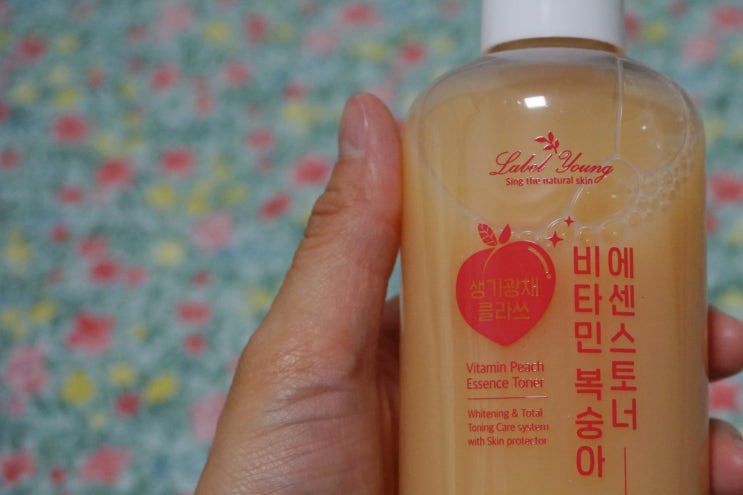 Label Young
Sing the natural skin
생기광채
클라쓰
Vitamin Peach
Essence Toner
Whitening & Total
Toning Care system
with Skin protector
비타민 복숭아
에센스토너